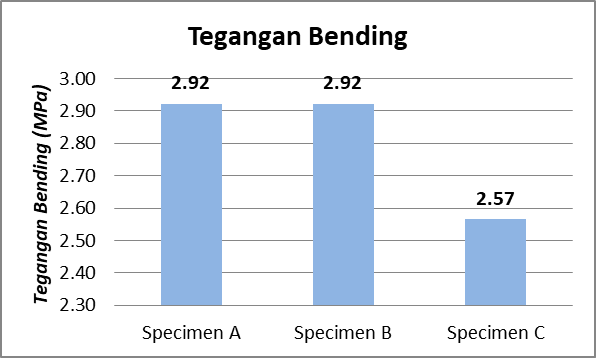 Tegangan Bending
Tegangan Bending (MPa)
3.00
2.90
2.80
2.70
2.60
2.50
2.40
2.30
2.92
2.92
2.57
Specimen A
Specimen B
Specimen C